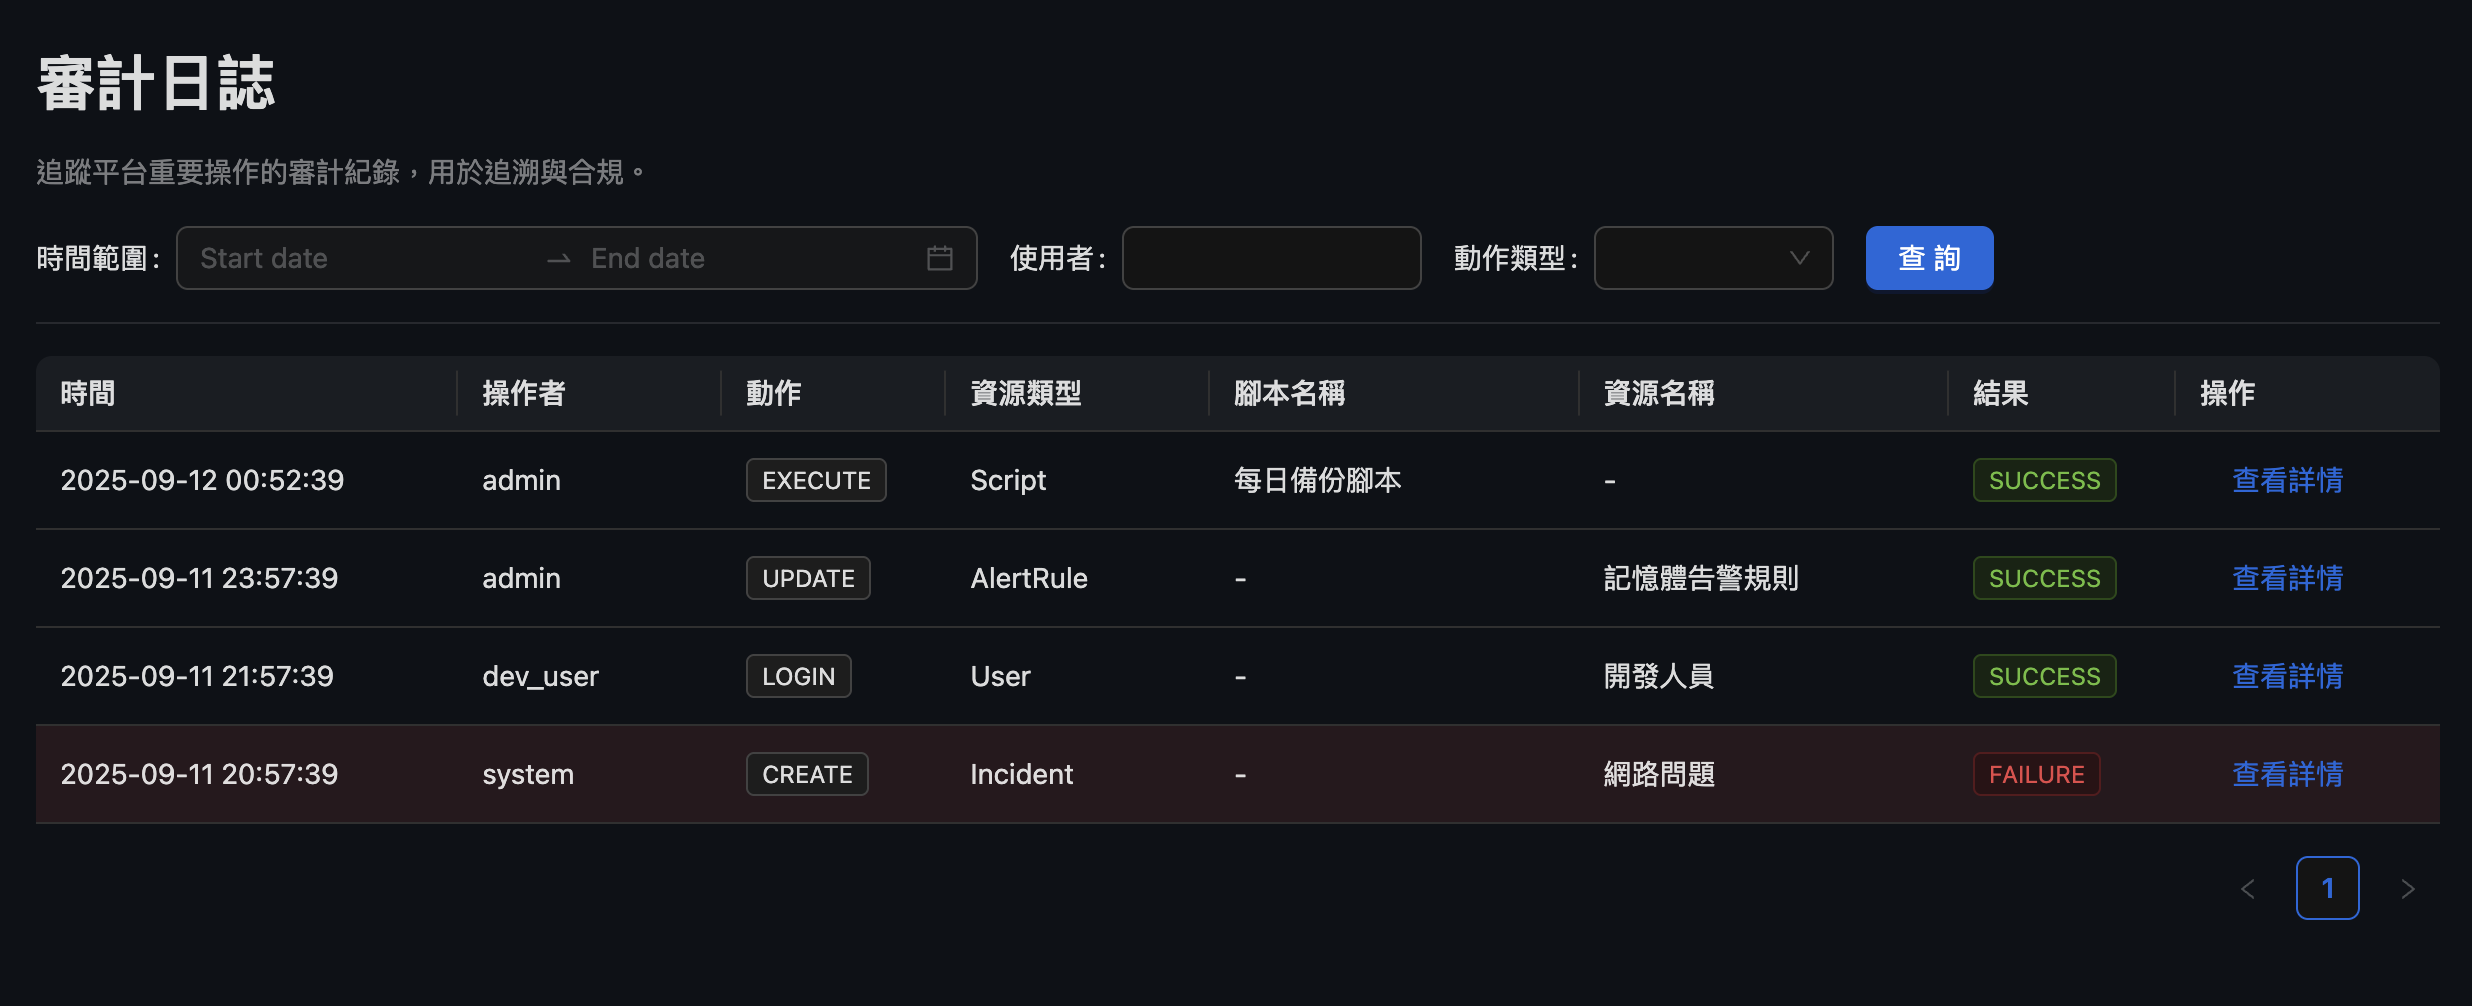 審計日誌
追蹤平台重要操作的審計紀錄，用於追溯與合規。
時間範圍： Start date → End date 使用者： 動作類型： 查詢
時間 操作者 動作 資源類型 腳本名稱 資源名稱 結果 操作
2025-09-12 00:52:39 admin EXECUTE Script 每日備份腳本 - SUCCESS 查看詳情
2025-09-11 23:57:39 admin UPDATE AlertRule - 記憶體告警規則 SUCCESS 查看詳情
2025-09-11 21:57:39 dev_user LOGIN User - 開發人員 SUCCESS 查看詳情
2025-09-11 20:57:39 system CREATE Incident - 網路問題 FAILURE 查看詳情
< 1 >